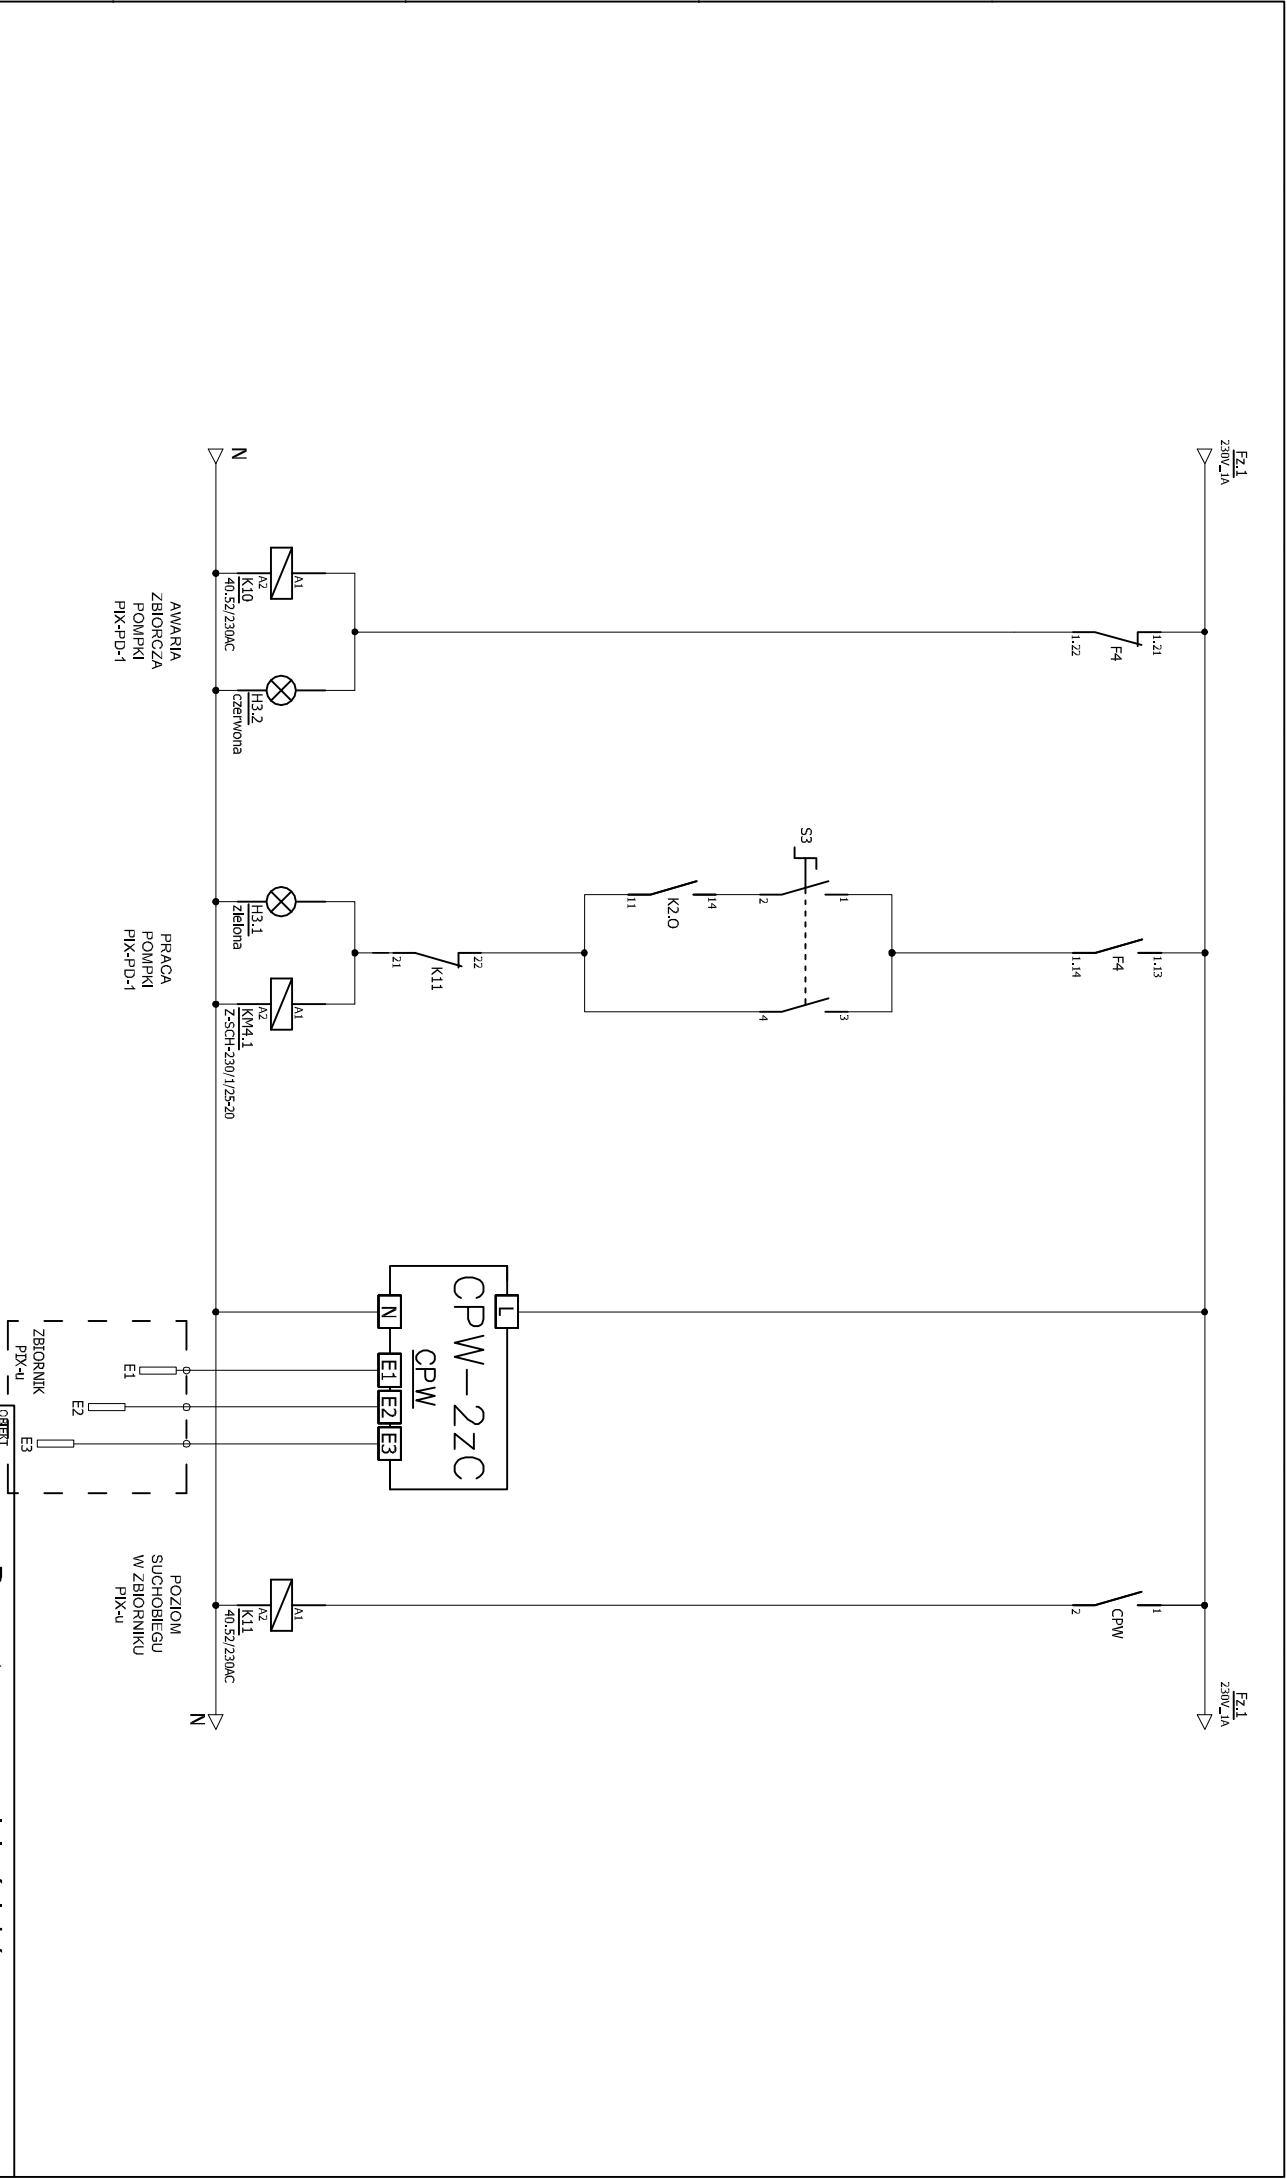 Fz.1
230V_1A
Fz.1
230V_1A
1.21
F4
1.22
1.13
F4
1.14
1
CPW
2
S3
1
2
3
4
14
K2.O
11
22
K11
21
L
CPW-2zC
CPW
N
E1
E2
E3
A1
A2
K10
40.52/230AC
H3.2
czerwona
H3.1
zielona
A1
A2
KM4.1
Z-SCH-230/1/25-20
A1
A2
K11
40.52/230AC
N
N
AWARIA
ZBIORCZA
POMPKI
PIX-PD-1
PRACA
POMPKI
PIX-PD-1
E1
E2
E3
ZBIORNIK
PIX-u
POZIOM
SUCHOBIEGU
W ZBIORNIKU
PIX-u
OBIEKT